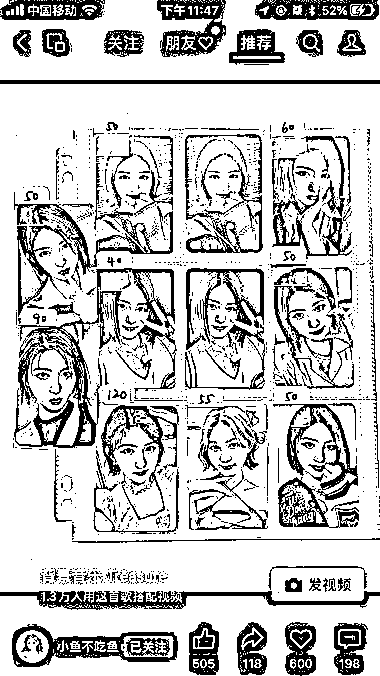 中国移动 下午11:47 52%
关注 朋友♡ 推荐
50 60
50
40 50
90
120 55 50
1.3万人用这首歌搭配视频
发视频
小鱼不吃鱼 已关注
505 118 600 198